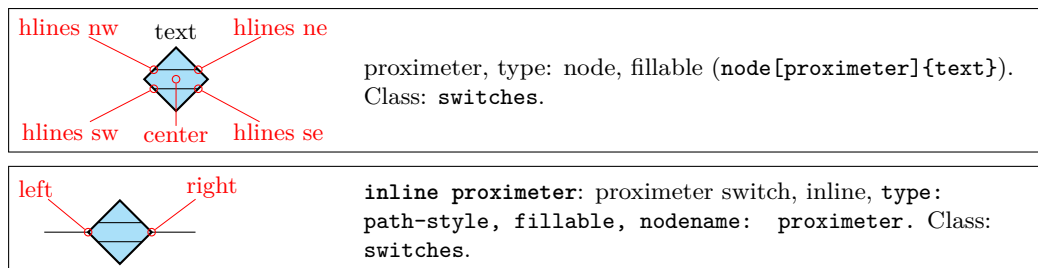 hlines nw text hlines ne
hlines sw center hlines se
proximeter, type: node, fillable (node[proximeter]{text}).
Class: switches.
left right
inline proximeter: proximeter switch, inline, type:
path-style, fillable, nodename: proximeter. Class:
switches.